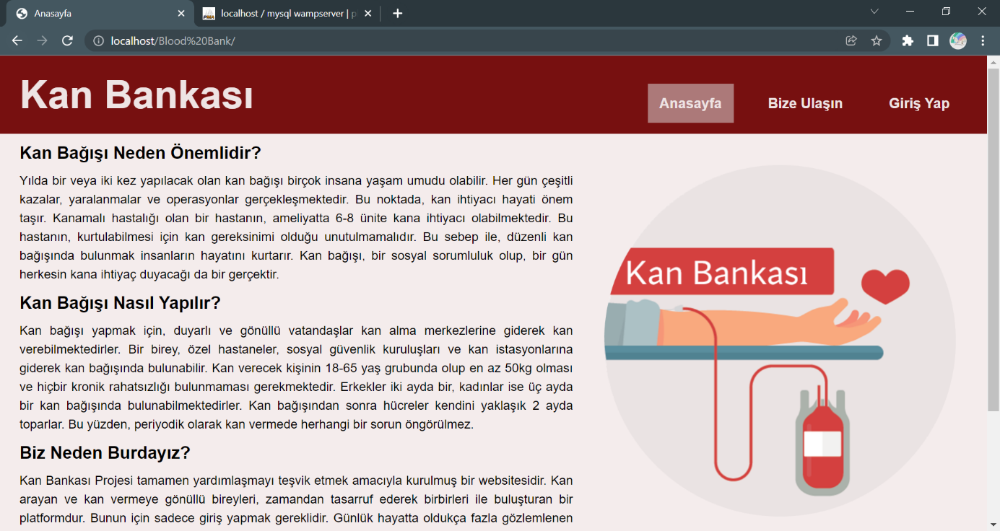 Anasayfa
localhost / mysql wampserver | p
localhost/Blood%20Bank/
Kan Bankası
Anasayfa
Bize Ulaşın
Giriş Yap
Kan Bağışı Neden Önemlidir?
Yılda bir veya iki kez yapılacak olan kan bağışı birçok insana yaşam umudu olabilir. Her gün çeşitli
kazalar, yaralanmalar ve operasyonlar gerçekleşmektedir. Bu noktada, kan ihtiyacı hayati önem
taşır. Kanamalı hastalığı olan bir hastanın, ameliyatta 6-8 ünite kana ihtiyacı olabilmektedir. Bu
hastanın, kurtulabilmesi için kan gereksinimi olduğu unutulmamalıdır. Bu sebep ile, düzenli kan
bağışında bulunmak insanların hayatını kurtarır. Kan bağışı, bir sosyal sorumluluk olup, bir gün
herkesin kana ihtiyaç duyacağı da bir gerçektir.
Kan Bağışı Nasıl Yapılır?
Kan bağışı yapmak için, duyarlı ve gönüllü vatandaşlar kan alma merkezlerine giderek kan
verebilmektedirler. Bir birey, özel hastaneler, sosyal güvenlik kuruluşları ve kan istasyonlarına
giderek kan bağışında bulunabilir. Kan verecek kişinin 18-65 yaş grubunda olup en az 50kg olması
ve hiçbir kronik rahatsızlığı bulunmaması gerekmektedir. Erkekler iki ayda bir, kadınlar ise üç ayda
bir kan bağışında bulunabilmektedirler. Kan bağışından sonra hücreler kendini yaklaşık 2 ayda
toparlar. Bu yüzden, periyodik olarak kan vermede herhangi bir sorun öngörülmez.
Biz Neden Burdayız?
Kan Bankası Projesi tamamen yardımlaşmayı teşvik etmek amacıyla kurulmuş bir websitesidir. Kan
arayan ve kan vermeye gönüllü bireyleri, zamandan tasarruf ederek birbirleri ile buluşturan bir
platformdur. Bunun için sadece giriş yapmak gereklidir. Günlük hayatta oldukça fazla gözlemlenen
Kan Bankası